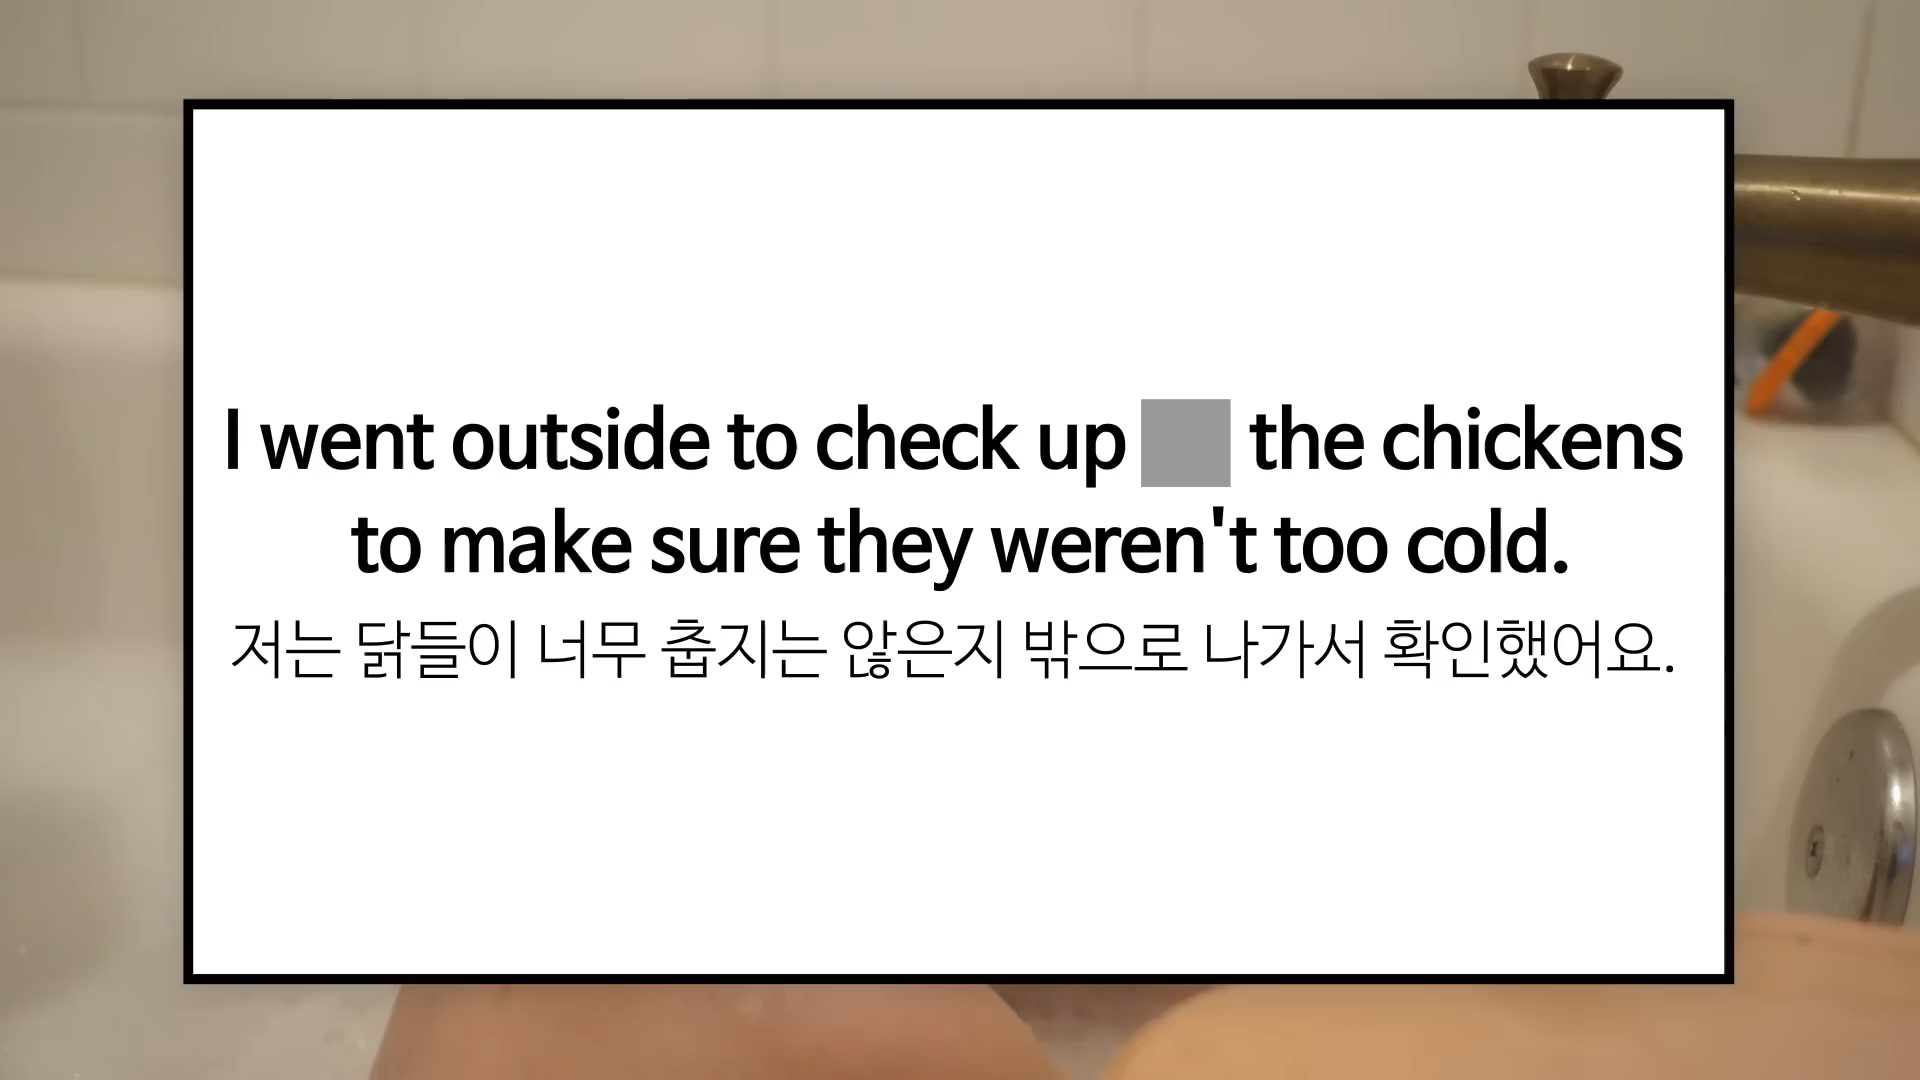 I went outside to check up the chickens
to make sure they weren't too cold.
저는 닭들이 너무 춥지는 않은지 밖으로 나가서 확인했어요.